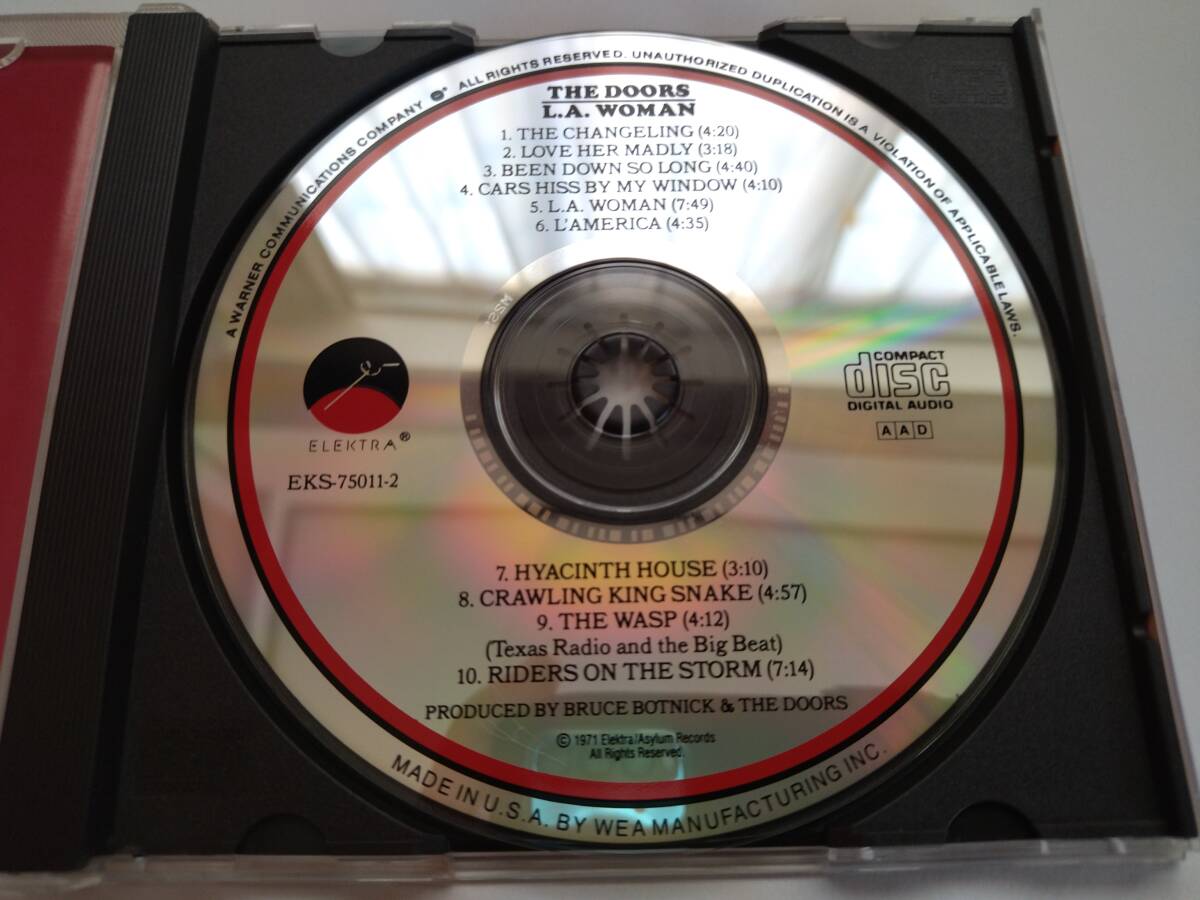 A WARNER COMMUNICATIONS COMPANY ALL RIGHTS RESERVED. UNAUTHORIZED DUPLICATION IS A VIOLATION OF APPLICABLE LAWS.
THE DOORS
L.A. WOMAN
1. THE CHANGELING (4:20)
2. LOVE HER MADLY (3:18)
3. BEEN DOWN SO LONG (4:40)
4. CARS HISS BY MY WINDOW (4:10)
5. L.A. WOMAN (7:49)
6. L'AMERICA (4:35)
ELEKTRA®
EKS-75011-2
COMPACT
disc
DIGITAL AUDIO
AAD
7. HYACINTH HOUSE (3:10)
8. CRAWLING KING SNAKE (4:57)
9. THE WASP (4:12)
(Texas Radio and the Big Beat)
10. RIDERS ON THE STORM (7:14)
PRODUCED BY BRUCE BOTNICK & THE DOORS
© 1971 Elektra/Asylum Records
All Rights Reserved.
MADE IN U.S.A. BY WEA MANUFACTURING INC.